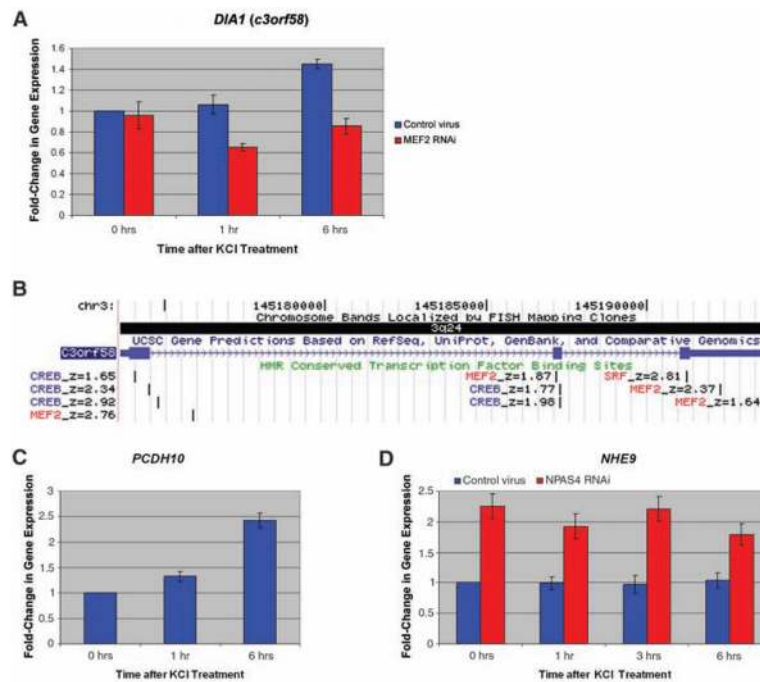 A
DIA1 (c3orf58)
Fold-Change in Gene Expression
1.6
1.4
1.2
1
0.8
0.6
0.4
0.2
0
0 hrs
1 hr
6 hrs
Time after KCl Treatment
Control virus
MEF2 RNAi
B
chr3: 145180000 145185000 145190000
Chromosome Bands Localized by FISH Mapping Clones
3q24
UCSC Gene Predictions Based on RefSeq, UniProt, GenBank, and Comparative Genomics
C3orf58
HMR Conserved Transcription Factor Binding Sites
CREB_z=1.65 MEF2_z=1.87 SRF_z=2.81
CREB_z=2.34 CREB_z=1.77 MEF2_z=2.37
CREB_z=2.92 CREB_z=1.98 MEF2_z=1.64
MEF2_z=2.76
C
PCDH10
Fold-Change in Gene Expression
3
2.5
2
1.5
1
0.5
0
0 hrs
1 hr
6 hrs
Time after KCl Treatment
D
NHE9
Control virus
NPAS4 RNAi
Fold-Change in Gene Expression
2.5
2
1.5
1
0.5
0
0 hrs
1 hr
3 hrs
6 hrs
Time after KCl Treatment